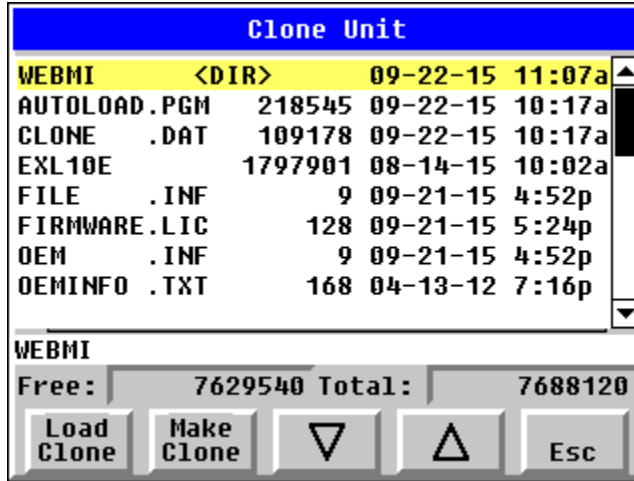 Clone Unit
WEBMI <DIR> 09-22-15 11:07a
AUTOLOAD.PGM 218545 09-22-15 10:17a
CLONE .DAT 109178 09-22-15 10:17a
EXL10E 1797901 08-14-15 10:02a
FILE .INF 9 09-21-15 4:52p
FIRMWARE.LIC 128 09-21-15 5:24p
OEM .INF 9 09-21-15 4:52p
OEMINFO .TXT 168 04-13-12 7:16p
WEBMI
Free: 7629540 Total: 7688120
Load Make
Clone Clone Esc